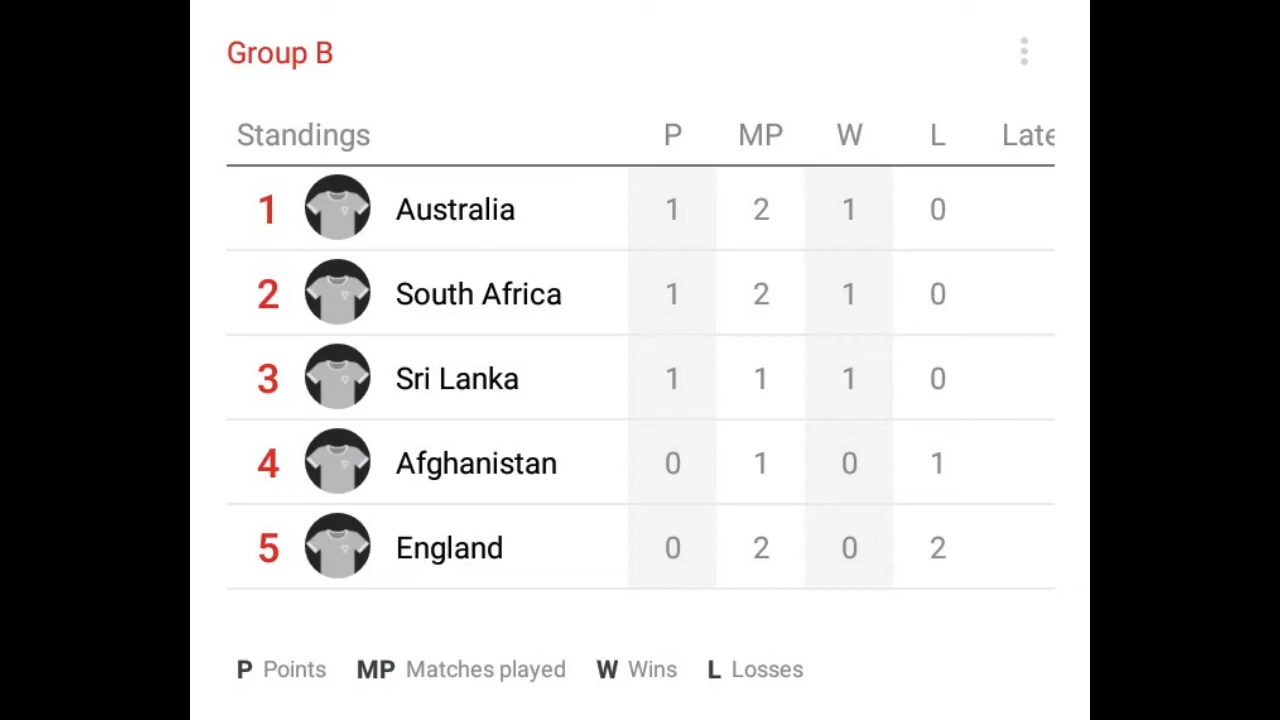 Group B
Standings P MP W L Late
1 Australia 1 2 1 0
2 South Africa 1 2 1 0
3 Sri Lanka 1 1 1 0
4 Afghanistan 0 1 0 1
5 England 0 2 0 2
P Points MP Matches played W Wins L Losses